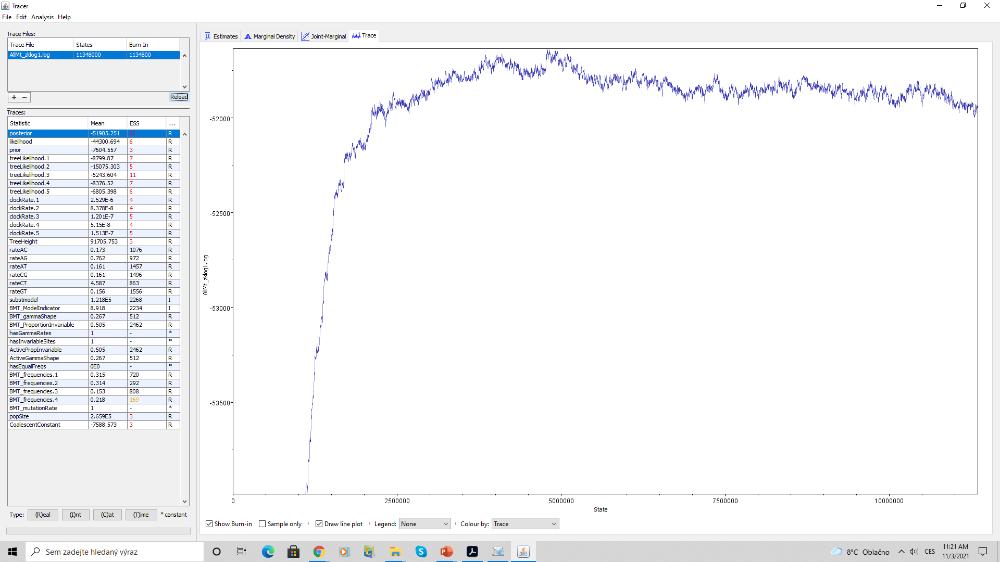 Tracer
File Edit Analysis Help
Trace Files:
Trace File States Burn-In
AllMt_zklog1.log 11348000 1134800
+ −
Reload
Traces:
Statistic Mean ESS ...
posterior -51905.251 12 R
likelihood -44300.694 6 R
prior -7604.557 3 R
treeLikelihood.1 -8799.87 7 R
treeLikelihood.2 -15075.303 5 R
treeLikelihood.3 -5243.604 11 R
treeLikelihood.4 -8376.52 7 R
treeLikelihood.5 -6805.398 6 R
clockRate.1 2.529E-6 4 R
clockRate.2 8.378E-8 4 R
clockRate.3 1.201E-7 5 R
clockRate.4 5.15E-8 4 R
clockRate.5 1.513E-7 5 R
TreeHeight 91705.753 3 R
rateAC 0.173 1076 R
rateAG 0.762 972 R
rateAT 0.161 1457 R
rateCG 0.161 1496 R
rateCT 4.587 863 R
rateGT 0.156 1556 R
substmodel 1.218E5 2268 I
BMT_ModelIndicator 8.918 2234 I
BMT_gammaShape 0.267 512 R
BMT_ProportionInvariable 0.505 2462 R
hasGammaRates 1 - *
hasInvariableSites 1 - *
ActivePropInvariable 0.505 2462 R
ActiveGammaShape 0.267 512 R
hasEqualFreqs 0E0 - *
BMT_frequencies.1 0.315 720 R
BMT_frequencies.2 0.314 292 R
BMT_frequencies.3 0.153 808 R
BMT_frequencies.4 0.218 169 R
BMT_mutationRate 1 - *
popSize 2.659E5 3 R
CoalescentConstant -7588.573 3 R
Type: (R)eal (I)nt (C)at (T)ime * constant
Estimates Marginal Density Joint-Marginal Trace
-52000
-52500
-53000
-53500
AllMt_zklog1.log
0 2500000 5000000 7500000 10000000
State
Show Burn-in Sample only Draw line plot Legend: None Colour by: Trace
Sem zadejte hledaný výraz
8°C Oblačno CES 11:21 AM
11/3/2021